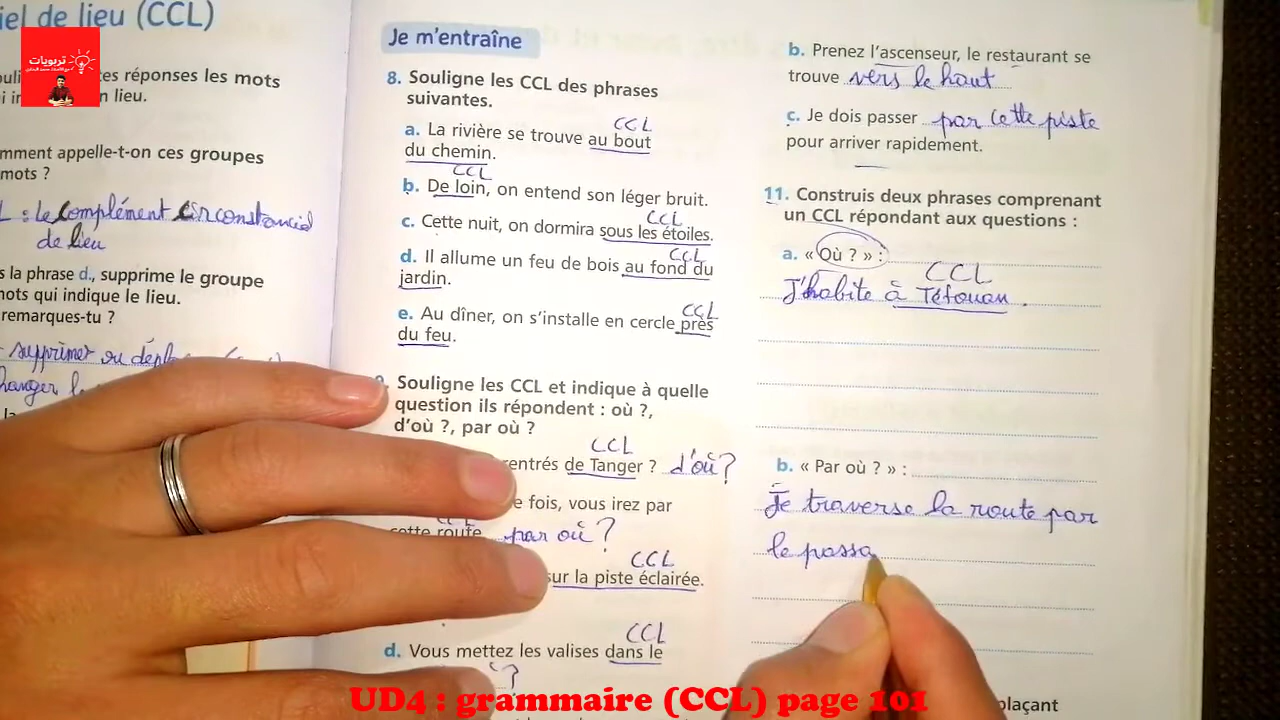 iel de lieu (CCL)
تربويات
tes réponses les mots
n lieu.
mment appelle-t-on ces groupes
mots ?
L : le complément circonstanciel
de lieu
s la phrase d., supprime le groupe
mots qui indique le lieu.
remarques-tu ?
supprimer ou dépla
hanger l
Je m'entraîne
8. Souligne les CCL des phrases
suivantes.
CCL
a. La rivière se trouve au bout
du chemin.
CCL
b. De loin, on entend son léger bruit.
CCL
c. Cette nuit, on dormira sous les étoiles.
CCL
d. Il allume un feu de bois au fond du
jardin.
CCL
e. Au dîner, on s'installe en cercle près
du feu.
Souligne les CCL et indique à quelle
question ils répondent : où ?,
d'où ?, par où ?
CCL
rentrés de Tanger ? d'où ?
e fois, vous irez par
cette route par où ?
CCL
sur la piste éclairée.
CCL
d. Vous mettez les valises dans le
?
b. Prenez l'ascenseur, le restaurant se
trouve vers le haut
c. Je dois passer par cette piste
pour arriver rapidement.
11. Construis deux phrases comprenant
un CCL répondant aux questions :
a. « Où ? » :
CCL
J'habite à Tétouan.
b. « Par où ? » :
Je traverse la route par
le passa
plaçant
UD4 : grammaire (CCL) page 101